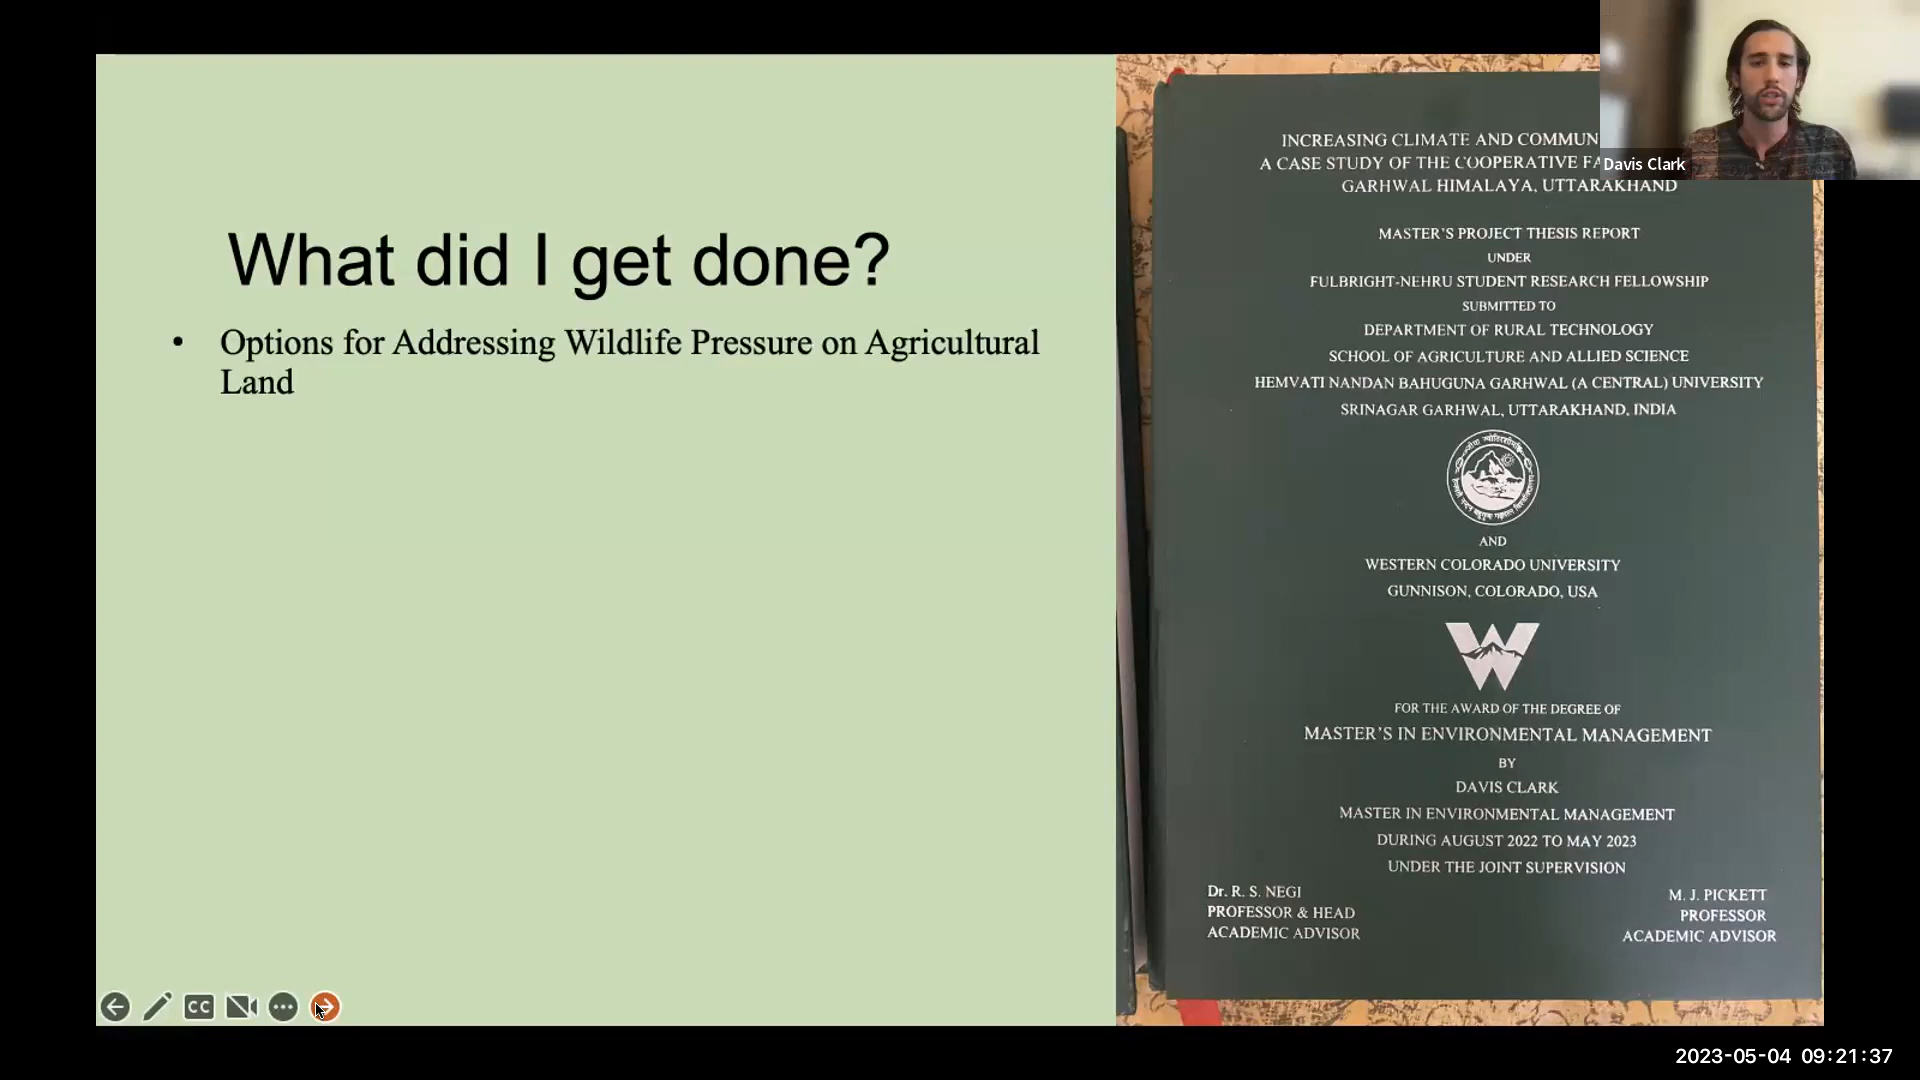 What did I get done?
• Options for Addressing Wildlife Pressure on Agricultural
Land
INCREASING CLIMATE AND COMMUN
A CASE STUDY OF THE COOPERATIVE FA
GARHWAL HIMALAYA, UTTARAKHAND
MASTER'S PROJECT THESIS REPORT
UNDER
FULBRIGHT-NEHRU STUDENT RESEARCH FELLOWSHIP
SUBMITTED TO
DEPARTMENT OF RURAL TECHNOLOGY
SCHOOL OF AGRICULTURE AND ALLIED SCIENCE
HEMVATI NANDAN BAHUGUNA GARHWAL (A CENTRAL) UNIVERSITY
SRINAGAR GARHWAL, UTTARAKHAND, INDIA
AND
WESTERN COLORADO UNIVERSITY
GUNNISON, COLORADO, USA
W
FOR THE AWARD OF THE DEGREE OF
MASTER'S IN ENVIRONMENTAL MANAGEMENT
BY
DAVIS CLARK
MASTER IN ENVIRONMENTAL MANAGEMENT
DURING AUGUST 2022 TO MAY 2023
UNDER THE JOINT SUPERVISION
Dr. R. S. NEGI
PROFESSOR & HEAD
ACADEMIC ADVISOR
M. J. PICKETT
PROFESSOR
ACADEMIC ADVISOR
Davis Clark
CC
2023-05-04 09:21:37